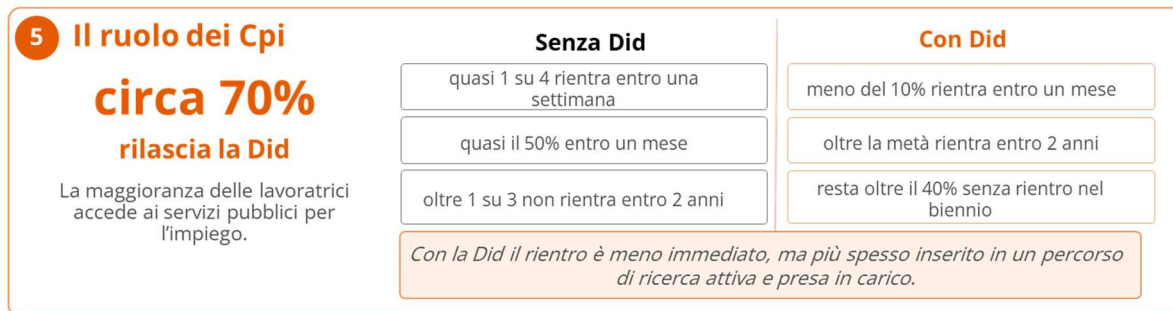 5 Il ruolo dei Cpi
circa 70%
rilascia la Did
La maggioranza delle lavoratrici
accede ai servizi pubblici per
l'impiego.
Senza Did
quasi 1 su 4 rientra entro una
settimana
quasi il 50% entro un mese
oltre 1 su 3 non rientra entro 2 anni
Con Did
meno del 10% rientra entro un mese
oltre la metà rientra entro 2 anni
resta oltre il 40% senza rientro nel
biennio
Con la Did il rientro è meno immediato, ma più spesso inserito in un percorso
di ricerca attiva e presa in carico.